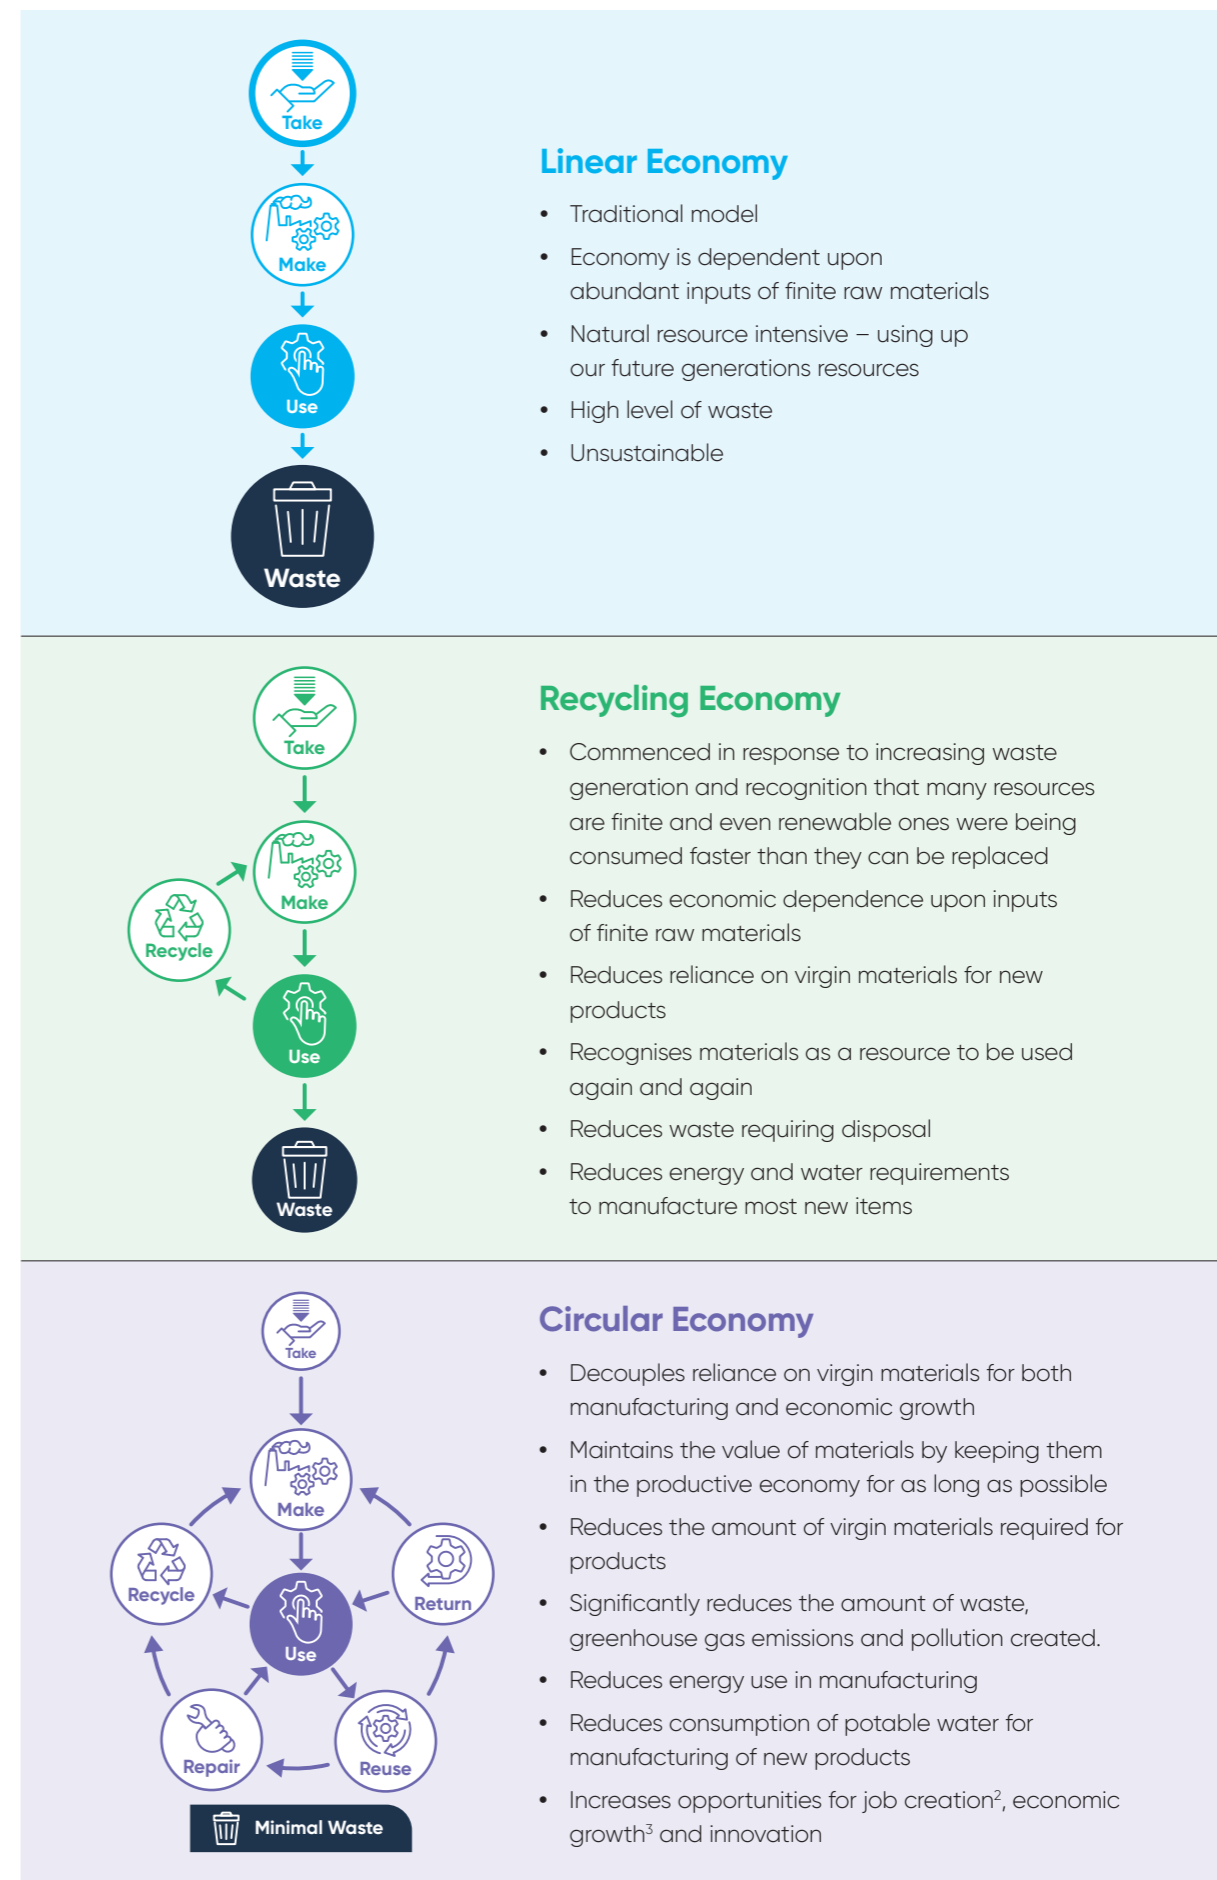 Take
Make
Use
Waste
Linear Economy
• Traditional model
• Economy is dependent upon
abundant inputs of finite raw materials
• Natural resource intensive – using up
our future generations resources
• High level of waste
• Unsustainable
Take
Make
Recycle
Use
Waste
Recycling Economy
• Commenced in response to increasing waste
generation and recognition that many resources
are finite and even renewable ones were being
consumed faster than they can be replaced
• Reduces economic dependence upon inputs
of finite raw materials
• Reduces reliance on virgin materials for new
products
• Recognises materials as a resource to be used
again and again
• Reduces waste requiring disposal
• Reduces energy and water requirements
to manufacture most new items
Take
Make
Recycle
Return
Use
Repair
Reuse
Minimal Waste
Circular Economy
• Decouples reliance on virgin materials for both
manufacturing and economic growth
• Maintains the value of materials by keeping them
in the productive economy for as long as possible
• Reduces the amount of virgin materials required for
products
• Significantly reduces the amount of waste,
greenhouse gas emissions and pollution created.
• Reduces energy use in manufacturing
• Reduces consumption of potable water for
manufacturing of new products
• Increases opportunities for job creation², economic
growth³ and innovation